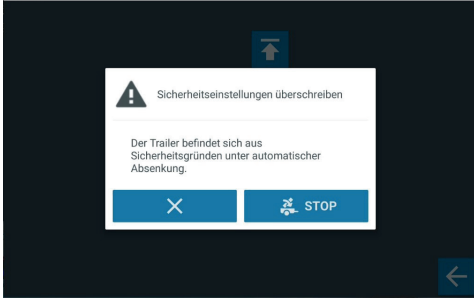 Sicherheitseinstellungen überschreiben
Der Trailer befindet sich aus
Sicherheitsgründen unter automatischer
Absenkung.
STOP